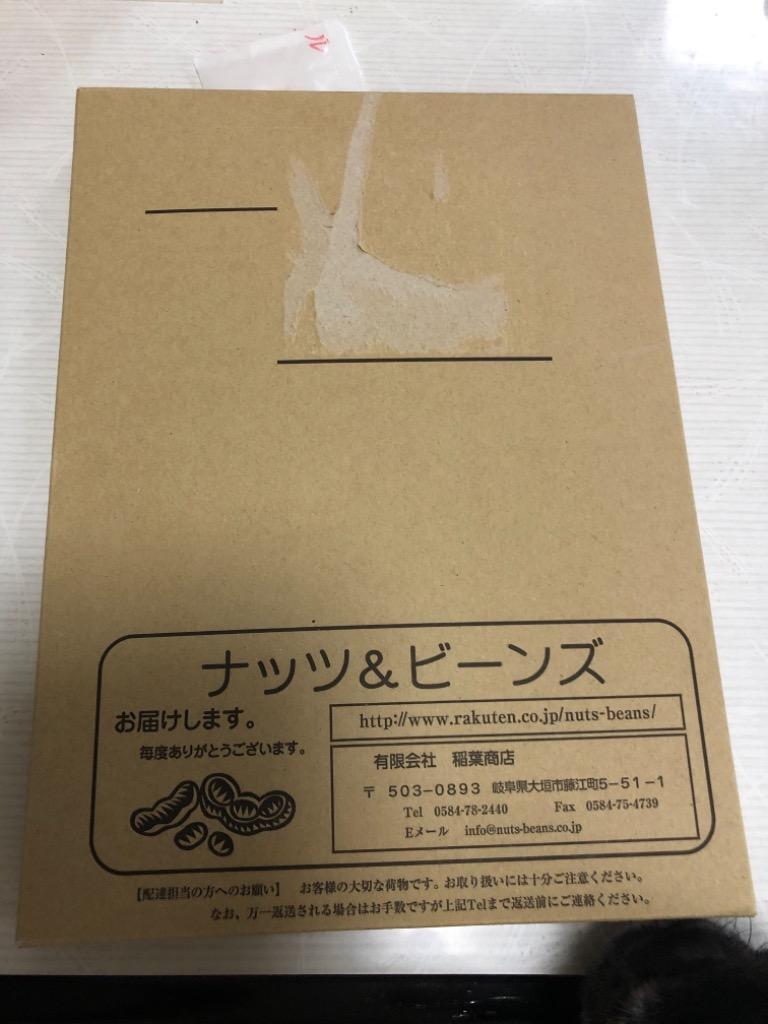 ナッツ&ビーンズ
お届けします。
毎度ありがとうございます。
http://www.rakuten.co.jp/nuts-beans/
有限会社 稲葉商店
〒 503-0893 岐阜県大垣市藤江町5-51-1
Tel 0584-78-2440 Fax 0584-75-4739
Eメール info@nuts-beans.co.jp
【配達担当の方へのお願い】 お客様の大切な荷物です。お取り扱いには十分ご注意ください。
なお、万一返送される場合はお手数ですが上記Telまで返送前にご連絡ください。